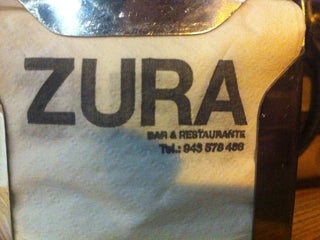 ZURA
BAR & RESTAURANTE
Tel.: 943 578 488